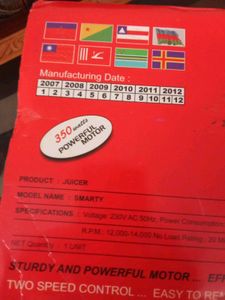 Manufacturing Date :
2007 2008 2009 2010 2011 2012
1 2 3 4 5 6 7 8 9 10 11 12
350 watts
POWERFUL
MOTOR
PRODUCT : JUICER
MODEL NAME : SMARTY
SPECIFICATIONS : Voltage: 230V AC,50Hz, Power Consumption
R.P.M.: 12,000-14,000 No Load Rating : 20 M
NET Quantity : 1 UNIT
STURDY AND POWERFUL MOTOR ... EFF
TWO SPEED CONTROL ... EASY TO REM